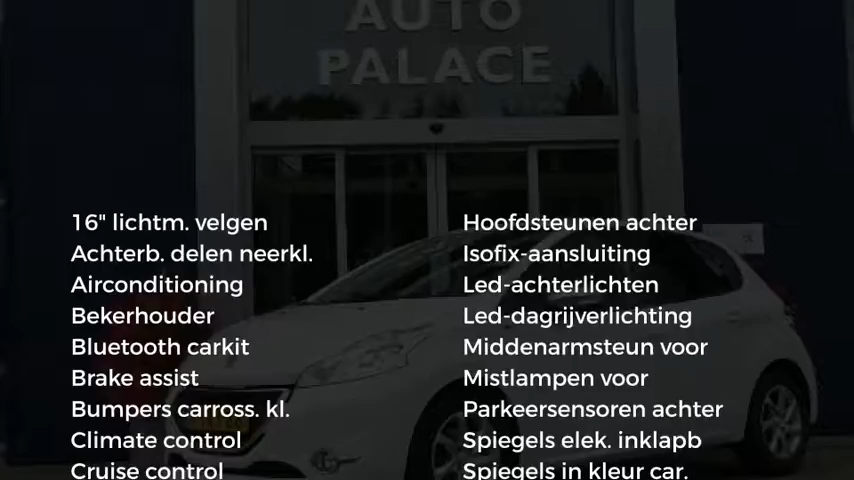 AUTO
PALACE
16" lichtm. velgen
Achterb. delen neerkl.
Airconditioning
Bekerhouder
Bluetooth carkit
Brake assist
Bumpers carross. kl.
Climate control
Cruise control
Hoofdsteunen achter
Isofix-aansluiting
Led-achterlichten
Led-dagrijverlichting
Middenarmsteun voor
Mistlampen voor
Parkeersensoren achter
Spiegels elek. inklapb
Spiegels in kleur car.